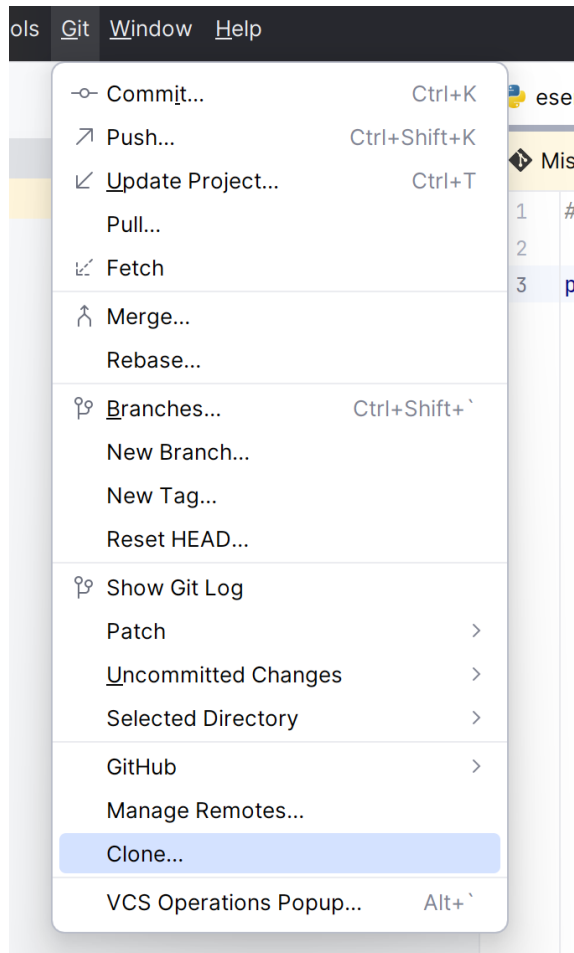 ols Git Window Help
Commit... Ctrl+K
ese
Push... Ctrl+Shift+K
Mis
Update Project... Ctrl+T
1 #
Pull...
2
Fetch
3 p
Merge...
Rebase...
Branches... Ctrl+Shift+`
New Branch...
New Tag...
Reset HEAD...
Show Git Log
Patch
Uncommitted Changes
Selected Directory
GitHub
Manage Remotes...
Clone...
VCS Operations Popup... Alt+`